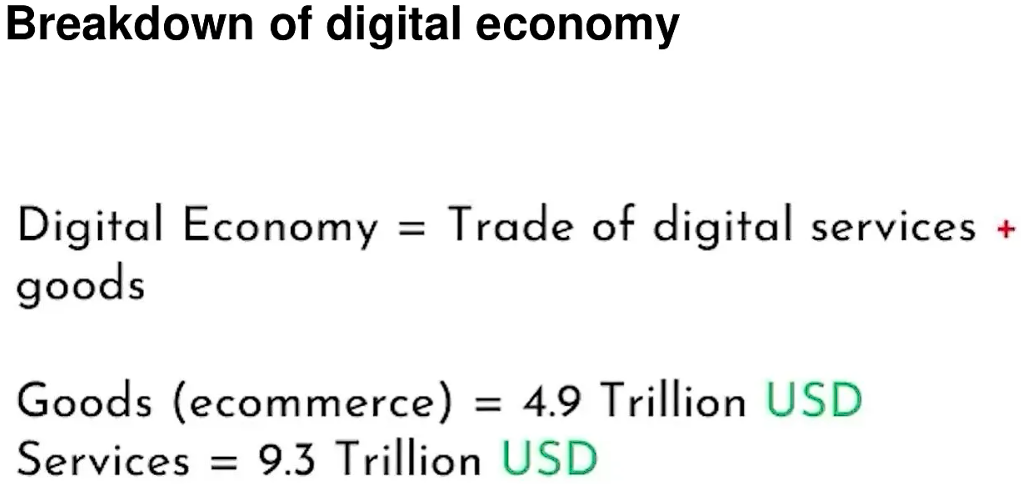 Breakdown of digital economy
Digital Economy = Trade of digital services +
goods
Goods (ecommerce) = 4.9 Trillion USD
Services = 9.3 Trillion USD